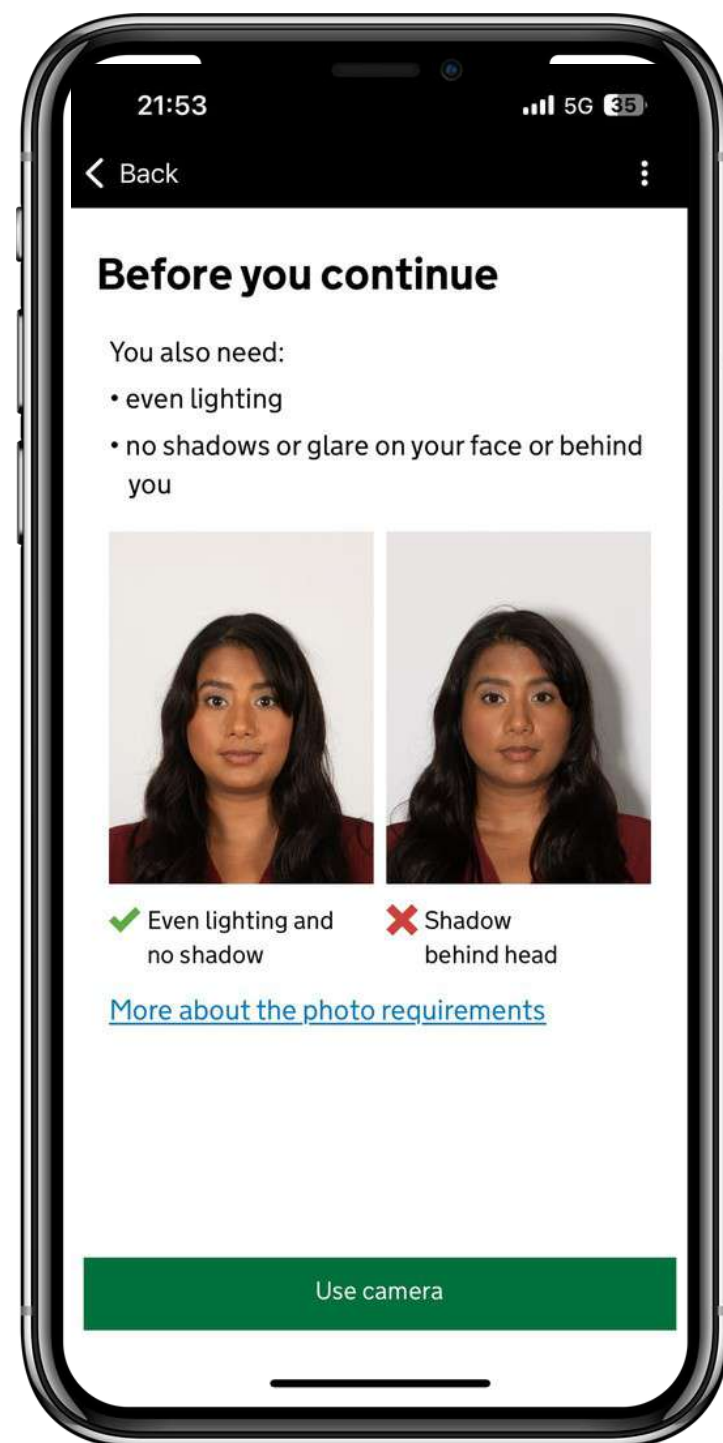 21:53
5G 35
Back
Before you continue
You also need:
• even lighting
• no shadows or glare on your face or behind
you
Even lighting and
no shadow
Shadow
behind head
More about the photo requirements
Use camera